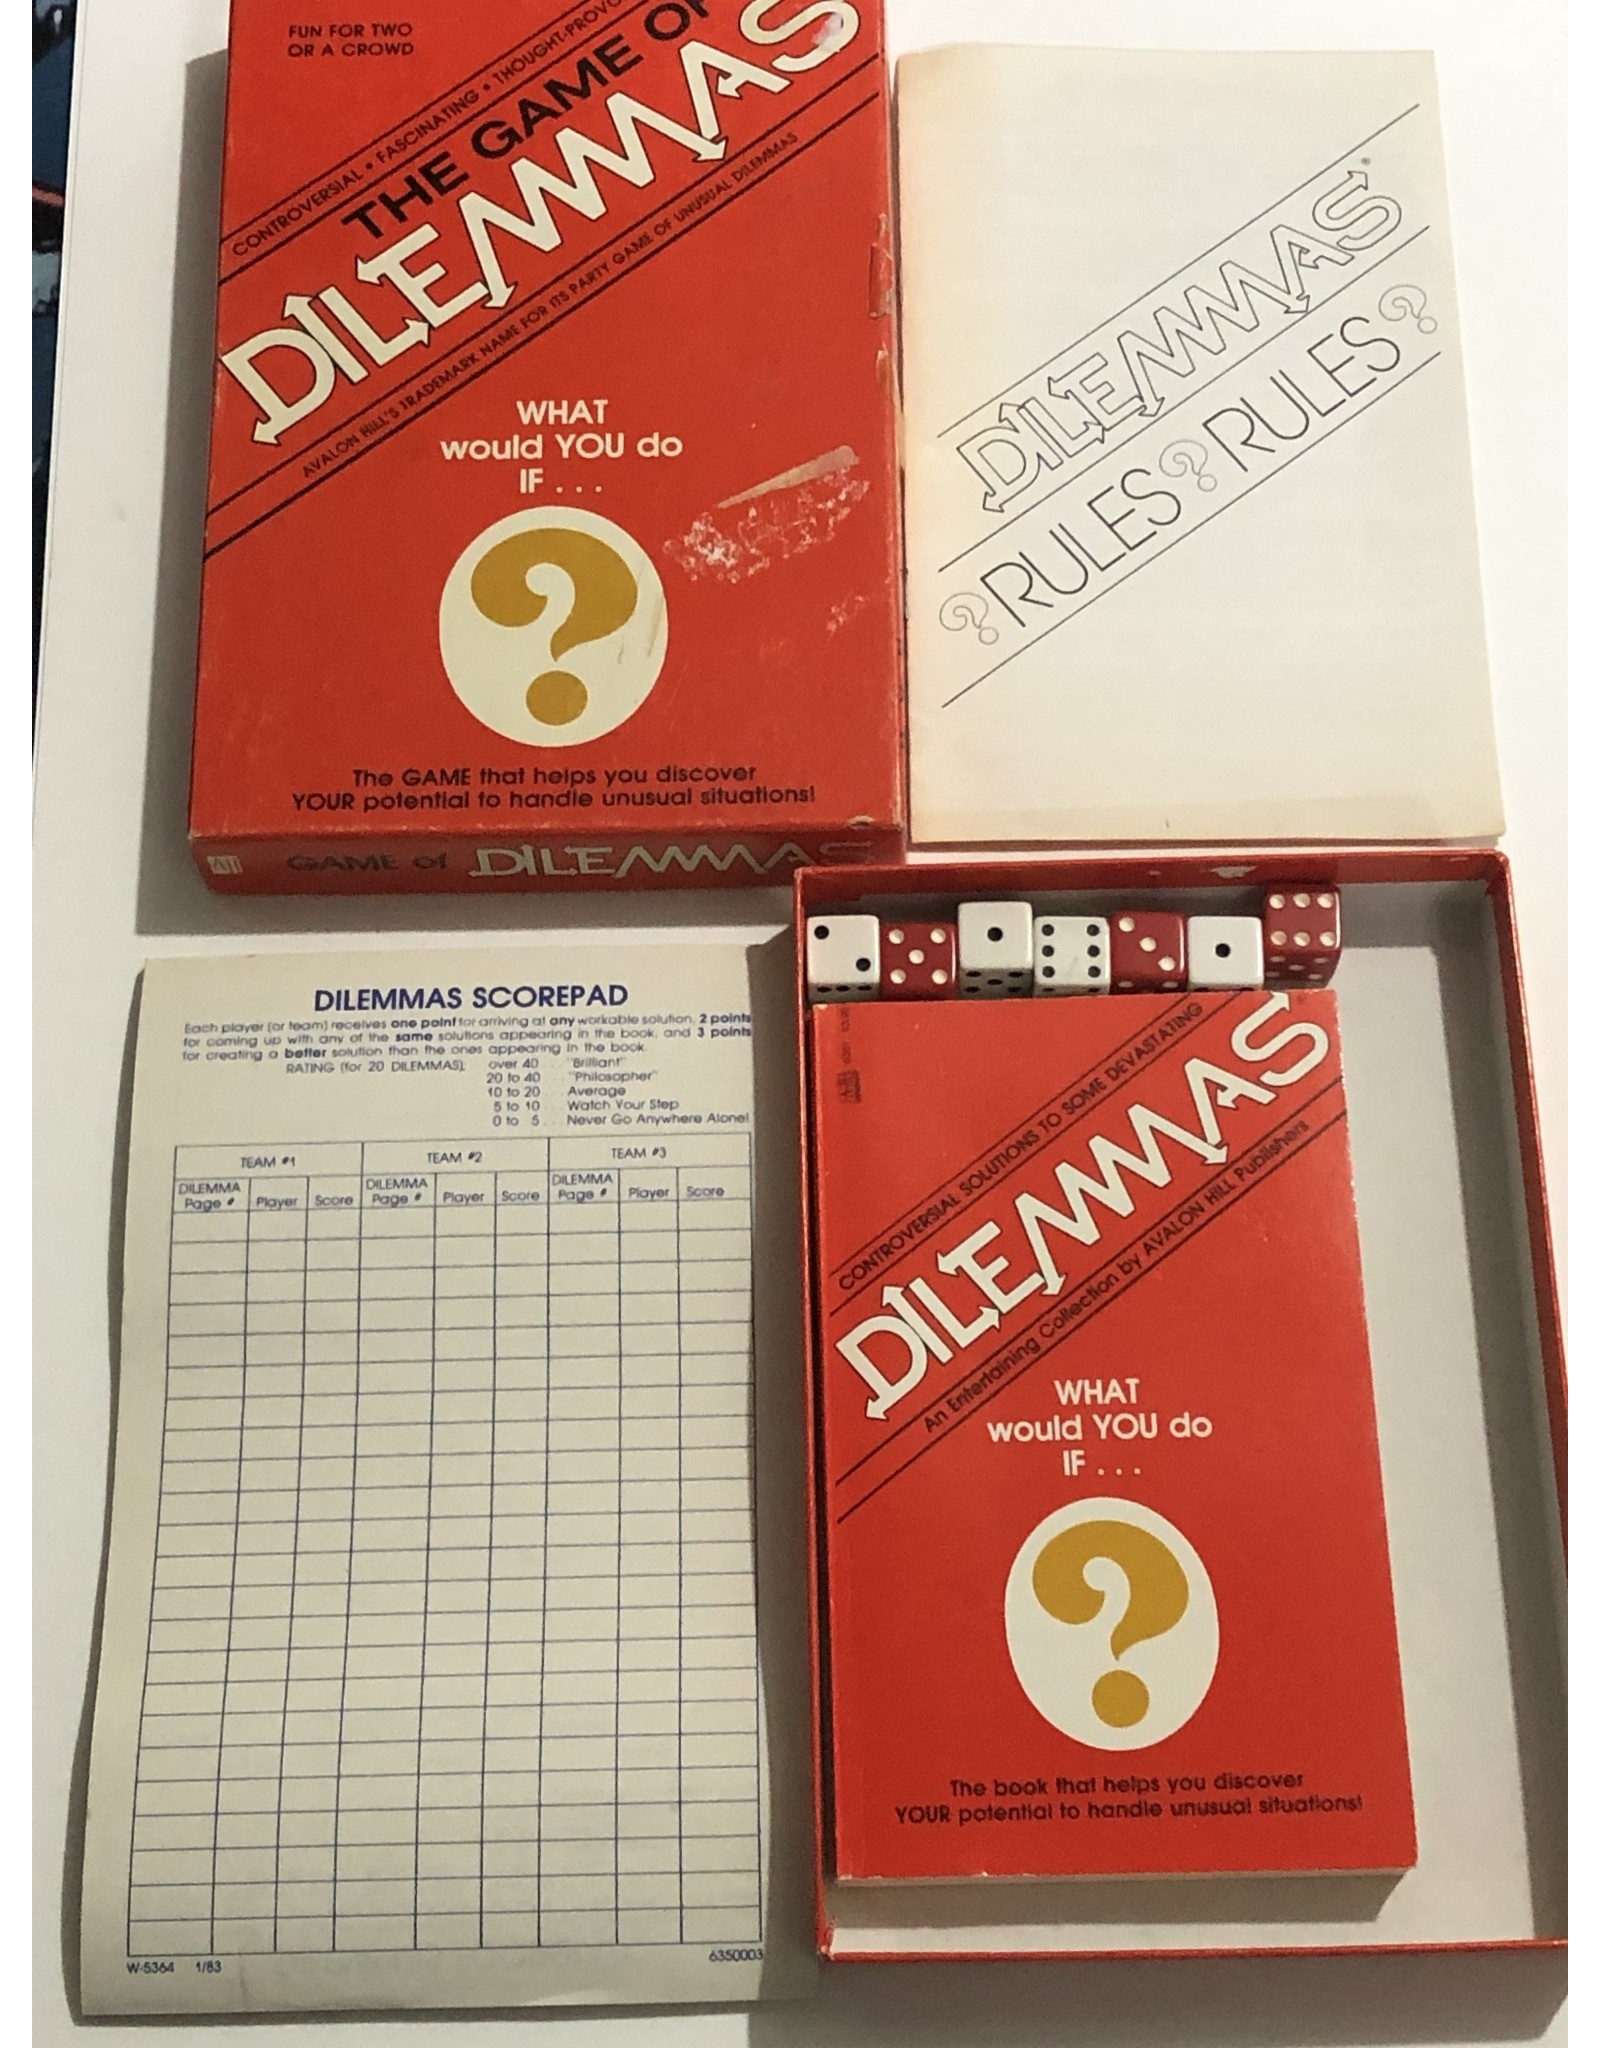 FUN FOR TWO
OR A CROWD
CONTROVERSIAL • FASCINATING • THOUGHT-PROVO
THE GAME OF
DILEMMAS
AVALON HILL'S TRADEMARK NAME FOR ITS PARTY GAME OF UNUSUAL DILEMMAS
WHAT
would YOU do
IF . . .
?
The GAME that helps you discover
YOUR potential to handle unusual situations!
AH GAME of DILEMMAS
DILEMMAS®
?RULES?RULES?
DILEMMAS SCOREPAD
Each player (or team) receives one point for arriving at any workable solution, 2 points
for coming up with any of the same solutions appearing in the book, and 3 points
for creating a better solution than the ones appearing in the book.
RATING (for 20 DILEMMAS): over 40 . . . "Brilliant"
20 to 40 . . . "Philosopher"
10 to 20 . . . Average
5 to 10 . . . Watch Your Step
0 to 5 . . . Never Go Anywhere Alone!
TEAM #1 TEAM #2 TEAM #3
DILEMMA Page # Player Score DILEMMA Page # Player Score DILEMMA Page # Player Score
W-5364 1/83 6350003
CONTROVERSIAL SOLUTIONS TO SOME DEVASTATING
DILEMMAS®
An Entertaining Collection by AVALON HILL Publishers
WHAT
would YOU do
IF . . .
?
The book that helps you discover
YOUR potential to handle unusual situations!